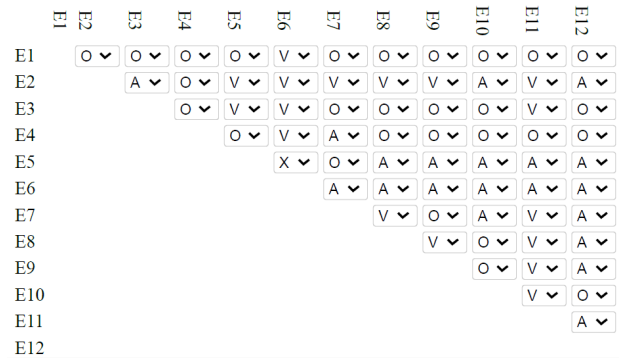 E1 E2 E3 E4 E5 E6 E7 E8 E9 E10 E11 E12
E1 O O O O V O O O O O O
E2 A O V V V V V A V A
E3 O V V O O O O V O
E4 O V A O O O O O
E5 X O A A A A A
E6 A A A A A A
E7 V O A V A
E8 V O V A
E9 O V A
E10 V O
E11 A
E12